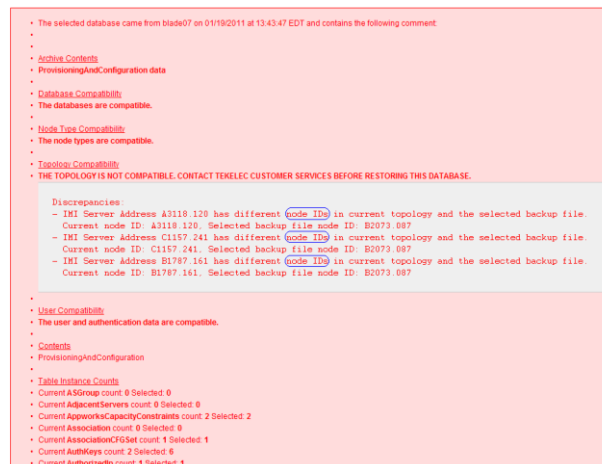 • The selected database came from blade07 on 01/19/2011 at 13:43:47 EDT and contains the following comment:
•
•
• Archive Contents
• ProvisioningAndConfiguration data
•
• Database Compatibility
• The databases are compatible.
•
• Node Type Compatibility
• The node types are compatible.
•
• Topology Compatibility
• THE TOPOLOGY IS NOT COMPATIBLE. CONTACT TEKELEC CUSTOMER SERVICES BEFORE RESTORING THIS DATABASE.
Discrepancies:
– IMI Server Address A3118.120 has different node IDs in current topology and the selected backup file.
Current node ID: A3118.120, Selected backup file node ID: B2073.087
– IMI Server Address C1157.241 has different node IDs in current topology and the selected backup file.
Current node ID: C1157.241, Selected backup file node ID: B2073.087
– IMI Server Address B1787.161 has different node IDs in current topology and the selected backup file.
Current node ID: B1787.161, Selected backup file node ID: B2073.087
•
• User Compatibility
• The user and authentication data are compatible.
•
• Contents
• ProvisioningAndConfiguration
•
• Table Instance Counts
• Current ASGroup count: 0 Selected: 0
• Current AdjacentServers count: 0 Selected: 0
• Current AppworksCapacityConstraints count: 2 Selected: 2
• Current Association count: 0 Selected: 0
• Current AssociationCFGSet count: 1 Selected: 1
• Current AuthKeys count: 2 Selected: 6
• Current AuthorizedIp count: 1 Selected: 1